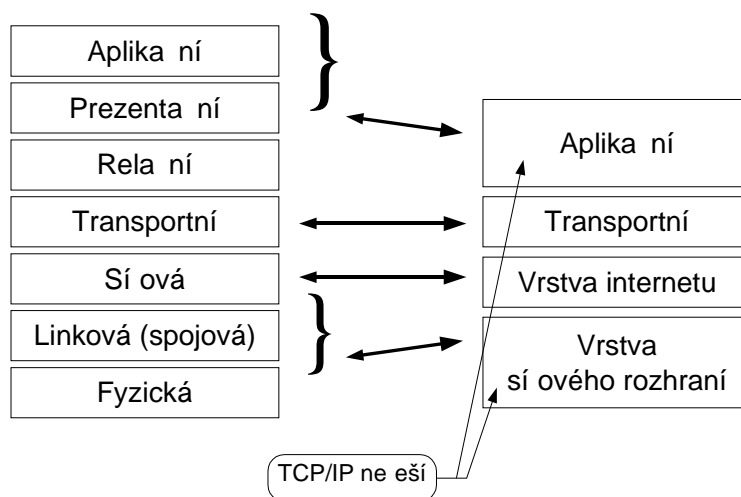 Aplika ní
Prezenta ní
Rela ní
Transportní
Sí ová
Linková (spojová)
Fyzická
Aplika ní
Transportní
Vrstva internetu
Vrstva
sí ového rozhraní
TCP/IP ne eší